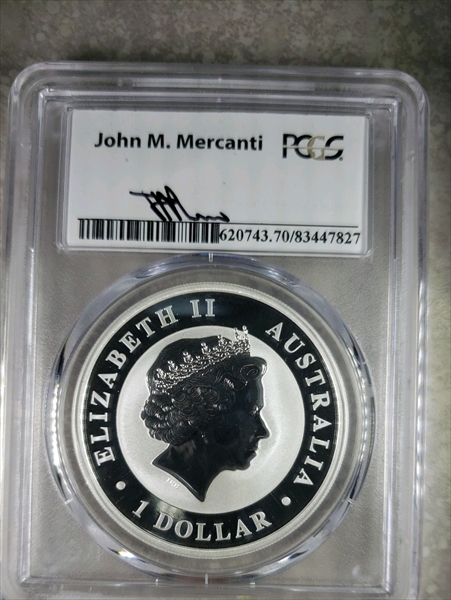 John M. Mercanti
PCGS
620743.70/83447827
ELIZABETH II
AUSTRALIA
1 DOLLAR